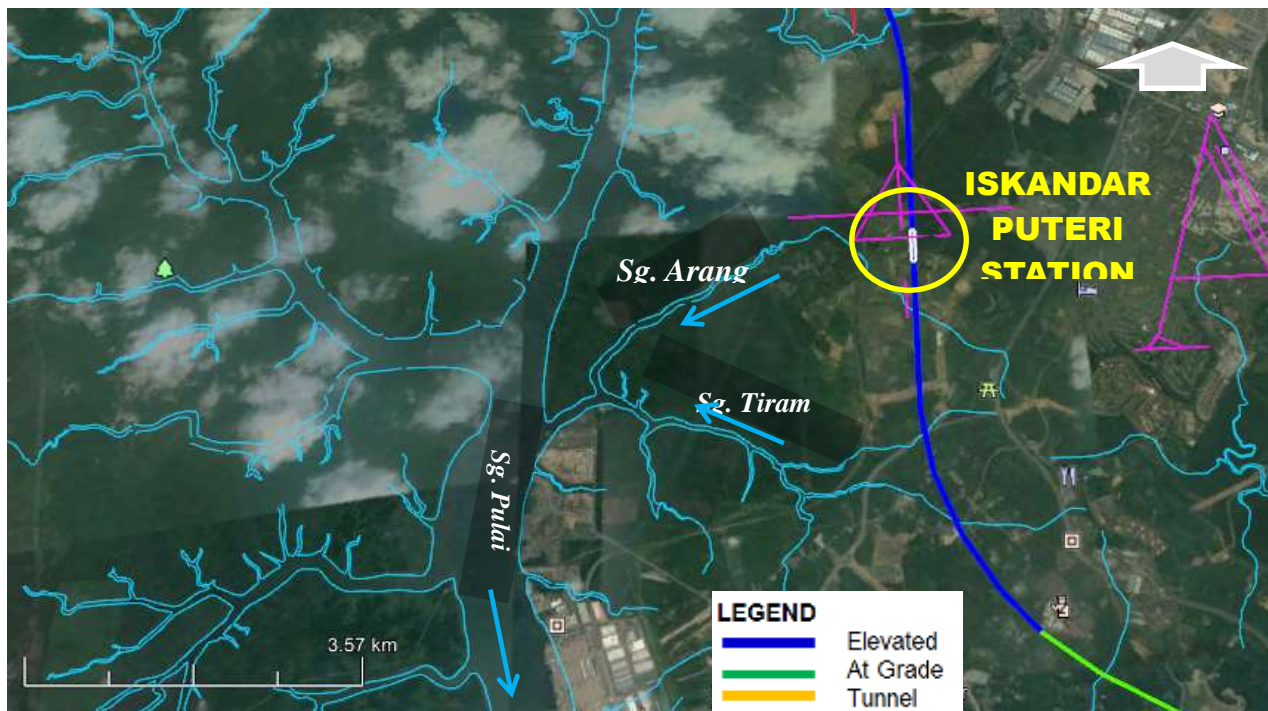 ISKANDAR
PUTERI
STATION
Sg. Arang
Sg. Tiram
Sg. Pulai
3.57 km
LEGEND
Elevated
At Grade
Tunnel